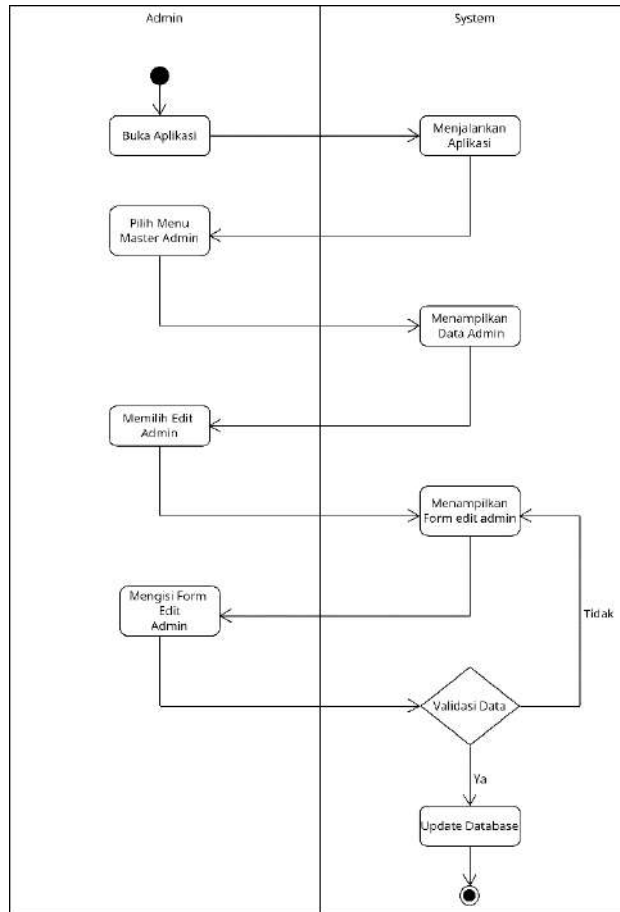 Admin
System
Buka Aplikasi
Menjalankan
Aplikasi
Pilih Menu
Master Admin
Menampilkan
Data Admin
Memilih Edit
Admin
Menampilkan
Form edit admin
Mengisi Form
Edit
Admin
Tidak
Validasi Data
Ya
Update Database